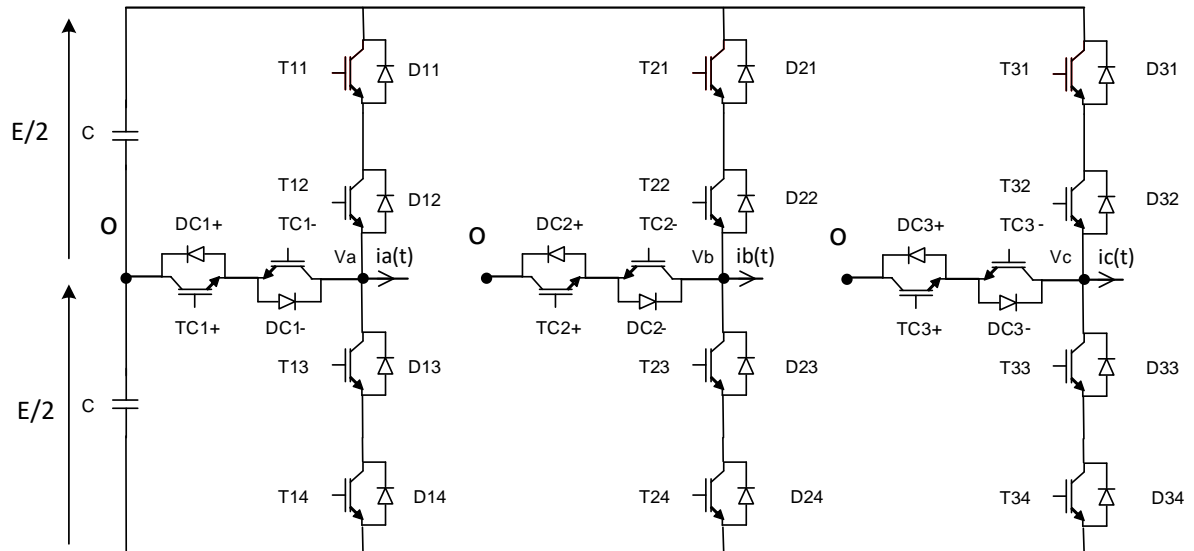 T11
D11
T21
D21
T31
D31
E/2
C
T12
D12
T22
D22
T32
D32
O
DC1+
TC1-
Va
ia(t)
O
DC2+
TC2-
Vb
ib(t)
O
DC3+
TC3-
Vc
ic(t)
TC1+
DC1-
TC2+
DC2-
TC3+
DC3-
T13
D13
T23
D23
T33
D33
E/2
C
T14
D14
T24
D24
T34
D34